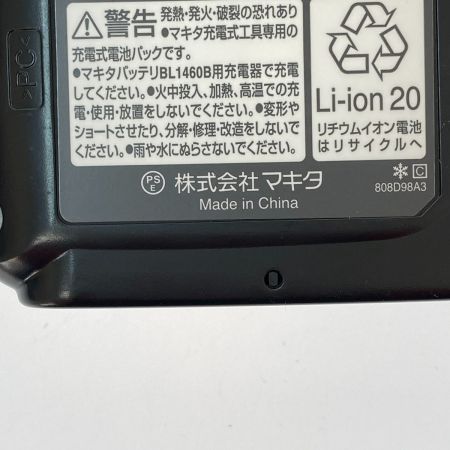 >PC<
⚠警告 発熱・発火・破裂の恐れあり
●マキタ充電式工具専用の
充電式電池パックです。
●マキタバッテリBL1460B用充電器で充電
してください。●火中投入、加熱、高温での充
電・使用・放置をしないでください。●変形や
ショートさせたり、分解・修理・改造をしないで
ください。●雨や水にぬらさないでください。
Li-ion 20
リチウムイオン電池
はリサイクルへ
PS
E
株式会社マキタ
Made in China
C
808D98A3